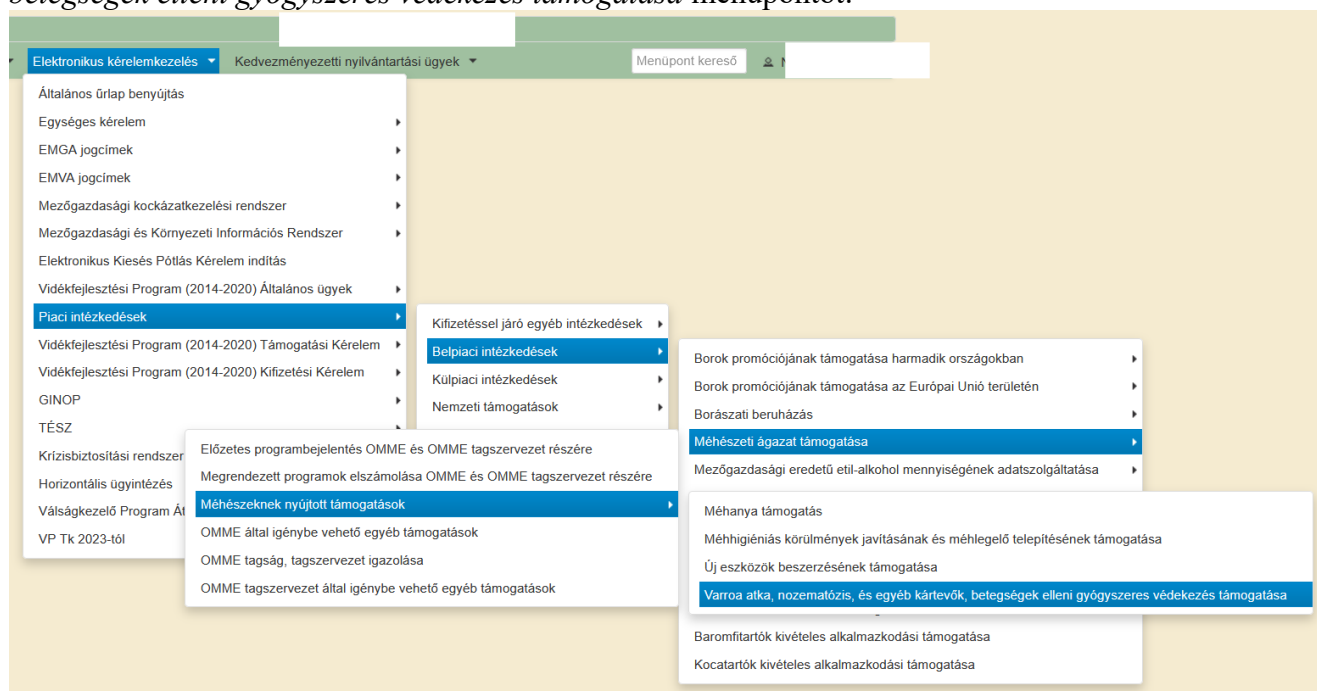 betegségek elleni gyógyszeres védekezés támogatása menüpontot.
Elektronikus kérelemkezelés
Kedvezményezetti nyilvántartási ügyek
Menüpont kereső
Általános űrlap benyújtás
Egységes kérelem
EMGA jogcímek
EMVA jogcímek
Mezőgazdasági kockázatkezelési rendszer
Mezőgazdasági és Környezeti Információs Rendszer
Elektronikus Kiesés Pótlás Kérelem indítás
Vidékfejlesztési Program (2014-2020) Általános ügyek
Piaci intézkedések
Vidékfejlesztési Program (2014-2020) Támogatási Kérelem
Vidékfejlesztési Program (2014-2020) Kifizetési Kérelem
GINOP
TÉSZ
Krízisbiztosítási rendszer
Horizontális ügyintézés
Válságkezelő Program Át
VP Tk 2023-tól
Kifizetéssel járó egyéb intézkedések
Belpiaci intézkedések
Külpiaci intézkedések
Nemzeti támogatások
Borok promóciójának támogatása harmadik országokban
Borok promóciójának támogatása az Európai Unió területén
Borászati beruházás
Méhészeti ágazat támogatása
Mezőgazdasági eredetű etil-alkohol mennyiségének adatszolgáltatása
Baromfitartók kivételes alkalmazkodási támogatása
Kocatartók kivételes alkalmazkodási támogatása
Előzetes programbejelentés OMME és OMME tagszervezet részére
Megrendezett programok elszámolása OMME és OMME tagszervezet részére
Méhészeknek nyújtott támogatások
OMME által igénybe vehető egyéb támogatások
OMME tagság, tagszervezet igazolása
OMME tagszervezet által igénybe vehető egyéb támogatások
Méhanya támogatás
Méhhigiéniás körülmények javításának és méhlegelő telepítésének támogatása
Új eszközök beszerzésének támogatása
Varroa atka, nozematózis, és egyéb kártevők, betegségek elleni gyógyszeres védekezés támogatása